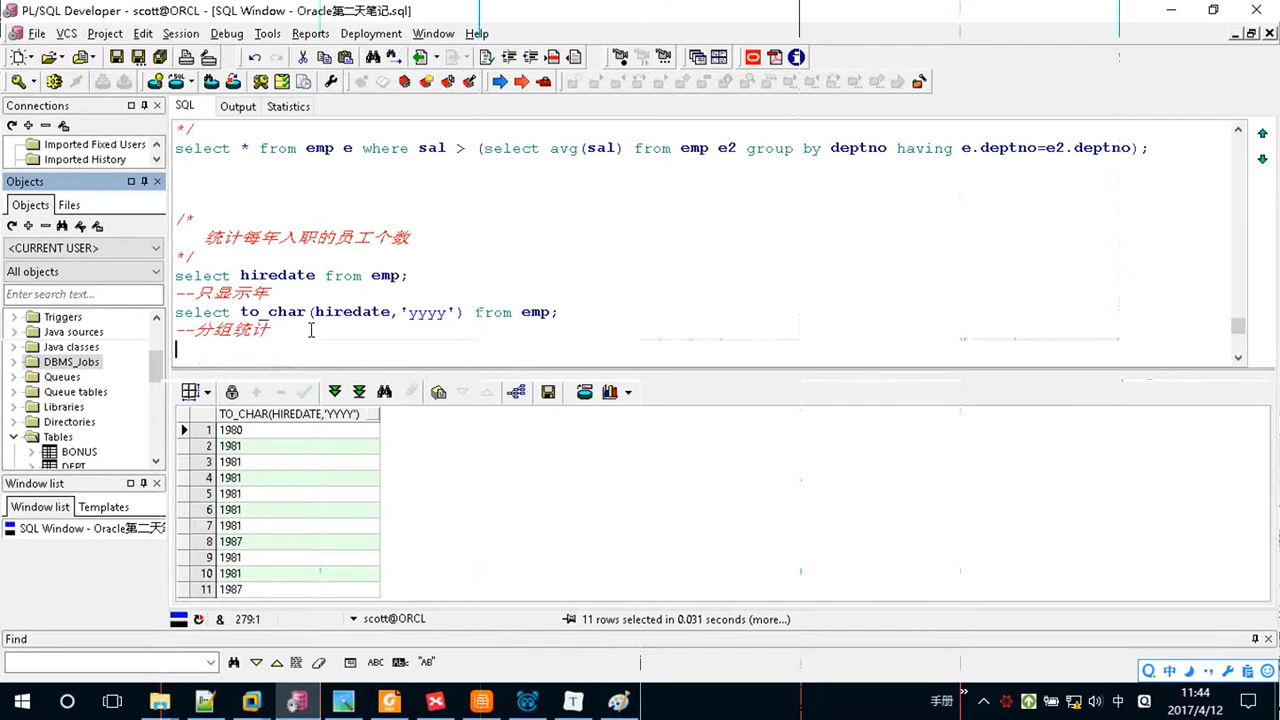 PL/SQL Developer - scott@ORCL - [SQL Window - Oracle第二天笔记.sql]
File VCS Project Edit Session Debug Tools Reports Deployment Window Help
Connections
Imported Fixed Users
Imported History
Objects
Objects Files
<CURRENT USER>
All objects
Enter filter text...
Triggers
Java sources
Java classes
DBMS_Jobs
Queues
Queue tables
Libraries
Directories
Tables
BONUS
DEPT
Window list
Window list Templates
SQL Window - Oracle第二天笔
SQL Output Statistics
*/
select * from emp e where sal > (select avg(sal) from emp e2 group by deptno having e.deptno=e2.deptno);
/*
统计每年入职的员工个数
*/
select hiredate from emp;
--只显示年
select to_char(hiredate,'yyyy') from emp;
--分组统计
TO_CHAR(HIREDATE,'YYYY')
1 1980
2 1981
3 1981
4 1981
5 1981
6 1981
7 1981
8 1987
9 1981
10 1981
11 1987
& 279:1 scott@ORCL 11 rows selected in 0.031 seconds (more...)
Find
ABC "AB"
中
手册 中
11:44
2017/4/12